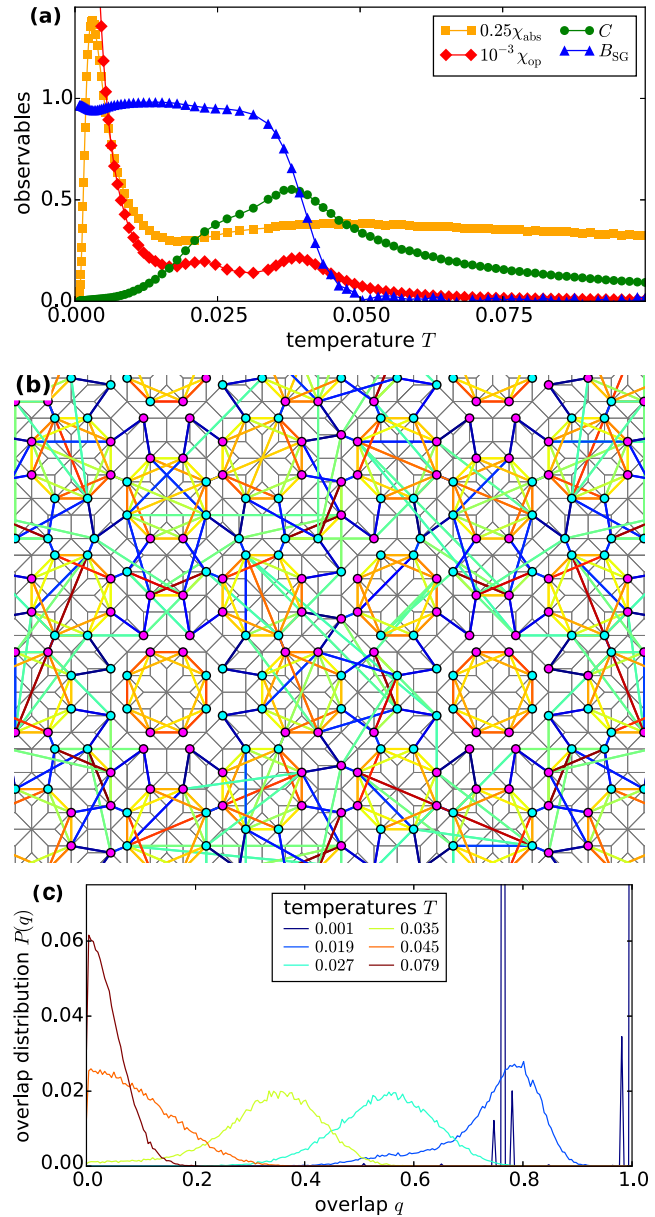 (a)
0.25χabs
10⁻³χop
C
BSG
observables
1.0
0.5
0.0
0.000
0.025
0.050
0.075
temperature T
(b)
(c)
overlap distribution P(q)
0.06
0.04
0.02
0.00
temperatures T
0.001
0.019
0.027
0.035
0.045
0.079
0.0
0.2
0.4
0.6
0.8
1.0
overlap q